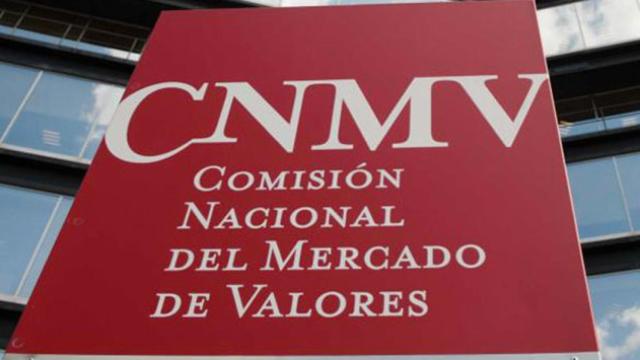 CNMV
COMISIÓN
NACIONAL
DEL MERCADO
DE VALORES